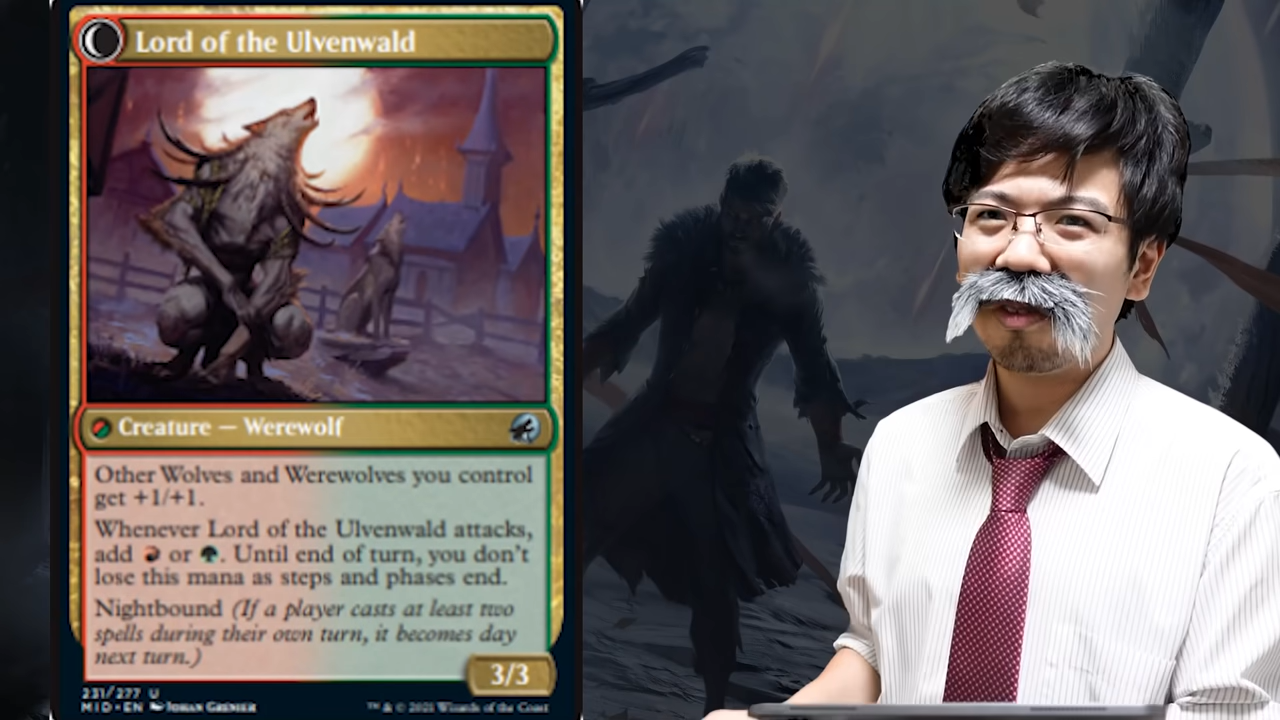 Lord of the Ulvenwald
Creature — Werewolf
Other Wolves and Werewolves you control
get +1/+1.
Whenever Lord of the Ulvenwald attacks,
add or . Until end of turn, you don't
lose this mana as steps and phases end.
Nightbound (If a player casts at least two
spells during their own turn, it becomes day
next turn.)
3/3
231/277 U
MID • EN Johan Grenier
™ & © 2021 Wizards of the Coast